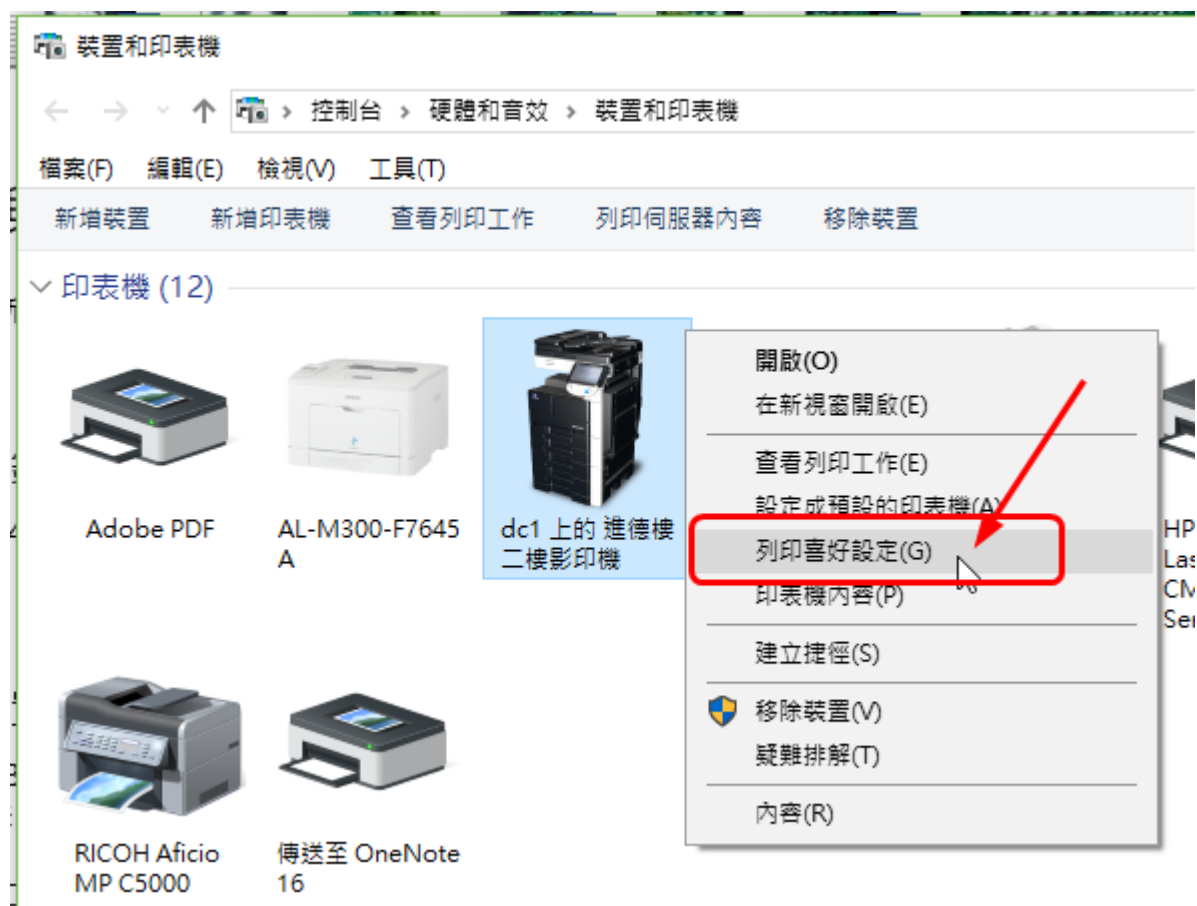 裝置和印表機
控制台 › 硬體和音效 › 裝置和印表機
檔案(F) 編輯(E) 檢視(V) 工具(T)
新增裝置 新增印表機 查看列印工作 列印伺服器內容 移除裝置
印表機 (12)
Adobe PDF
AL-M300-F7645
A
dc1 上的 進德樓
二樓影印機
開啟(O)
在新視窗開啟(E)
查看列印工作(E)
設定成預設的印表機(A)
列印喜好設定(G)
印表機內容(P)
建立捷徑(S)
移除裝置(V)
疑難排解(T)
內容(R)
HP
Las
CM
Ser
RICOH Aficio
MP C5000
傳送至 OneNote
16